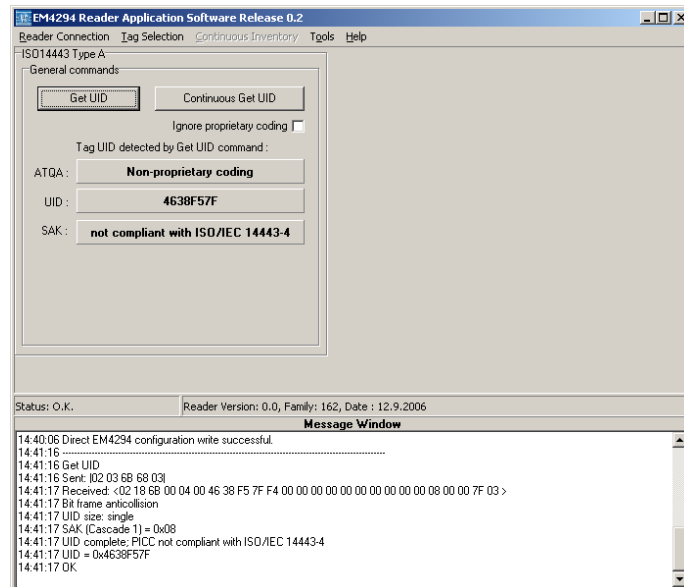 EM4294 Reader Application Software Release 0.2
Reader Connection Tag Selection Continuous Inventory Tools Help
ISO14443 Type A
General commands
Get UID Continuous Get UID
Ignore proprietary coding
Tag UID detected by Get UID command :
ATQA : Non-proprietary coding
UID : 4638F57F
SAK : not compliant with ISO/IEC 14443-4
Status: O.K. Reader Version: 0.0, Family: 162, Date : 12.9.2006
Message Window
14:40:06 Direct EM4294 configuration write successful.
14:41:16 ----------------------------------------------------------------------------------------------------
14:41:16 Get UID
14:41:16 Sent: |02 03 6B 68 03|
14:41:17 Received: <02 18 6B 00 04 00 46 38 F5 7F F4 00 00 00 00 00 00 00 00 00 00 08 00 00 7F 03 >
14:41:17 Bit frame anticollision
14:41:17 UID size: single
14:41:17 SAK (Cascade 1) = 0x08
14:41:17 UID complete; PICC not compliant with ISO/IEC 14443-4
14:41:17 UID = 0x4638F57F
14:41:17 OK